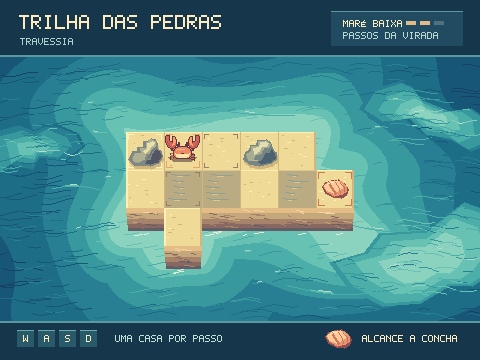 TRILHA DAS PEDRAS
TRAVESSIA
MARÉ BAIXA
PASSOS DA VIRADA
W A S D UMA CASA POR PASSO
ALCANCE A CONCHA